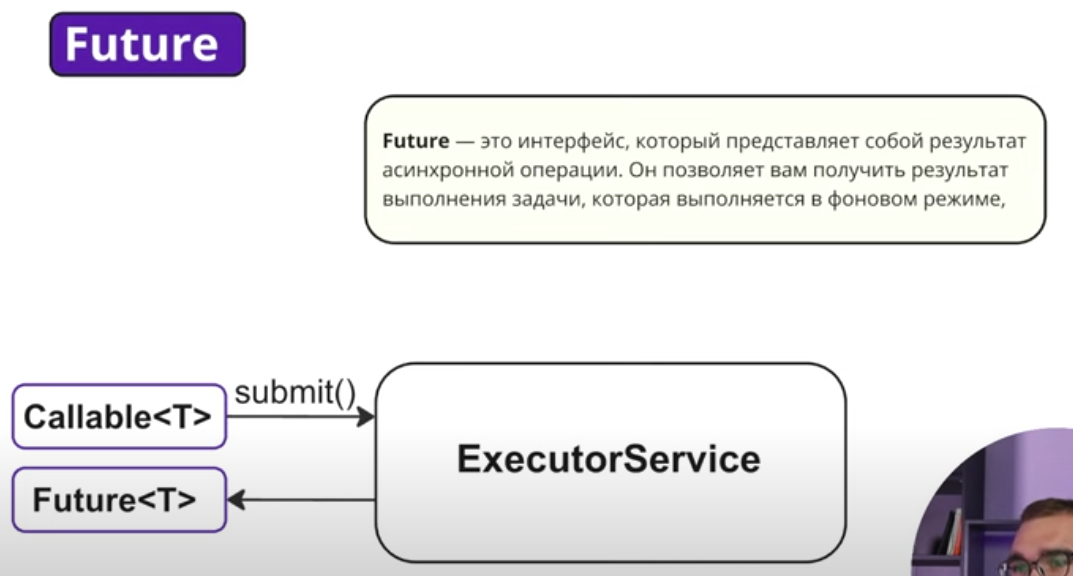 Future
Future — это интерфейс, который представляет собой результат
асинхронной операции. Он позволяет вам получить результат
выполнения задачи, которая выполняется в фоновом режиме,
submit()
Callable<T>
ExecutorService
Future<T>